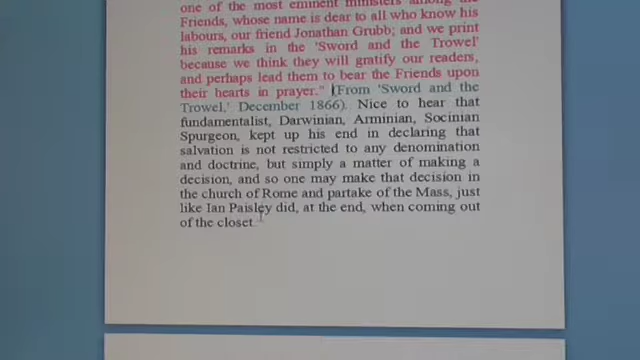 one of the most eminent ministers among the
Friends, whose name is dear to all who know his
labours, our friend Jonathan Grubb; and we print
his remarks in the 'Sword and the Trowel'
because we think they will gratify our readers,
and perhaps lead them to bear the Friends upon
their hearts in prayer." (From 'Sword and the
Trowel,' December 1866). Nice to hear that
fundamentalist, Darwinian, Arminian, Socinian
Spurgeon, kept up his end in declaring that
salvation is not restricted to any denomination
and doctrine, but simply a matter of making a
decision, and so one may make that decision in
the church of Rome and partake of the Mass, just
like Ian Paisley did, at the end, when coming out
of the closet.